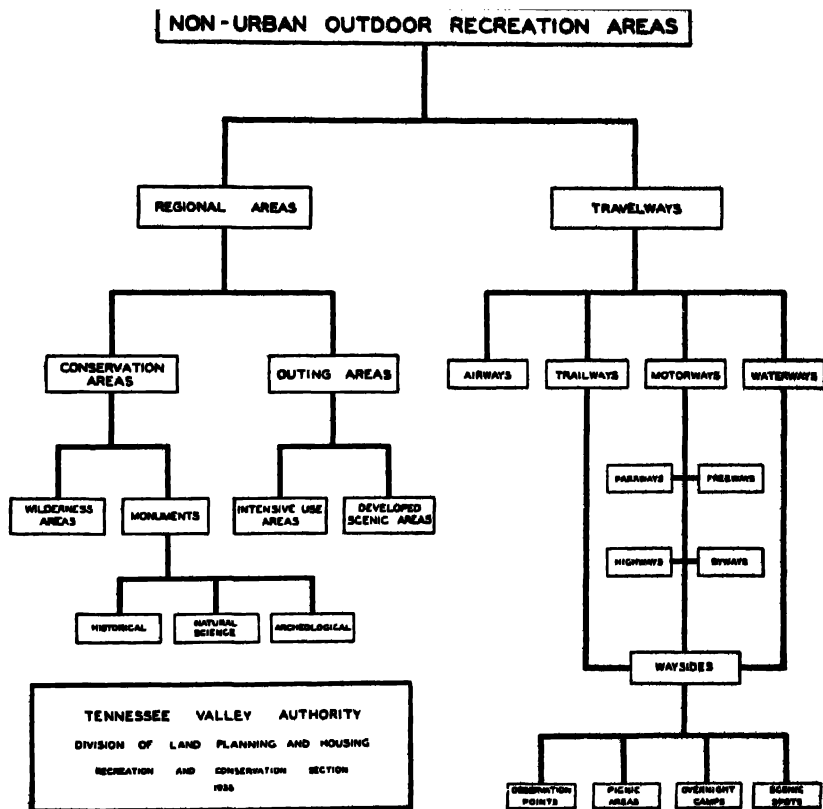 NON-URBAN OUTDOOR RECREATION AREAS
REGIONAL AREAS
TRAVELWAYS
CONSERVATION
AREAS
OUTING AREAS
AIRWAYS
TRAILWAYS
MOTORWAYS
WATERWAYS
PARKWAYS
FREEWAYS
WILDERNESS
AREAS
MONUMENTS
INTENSIVE USE
AREAS
DEVELOPED
SCENIC AREAS
HIGHWAYS
BYWAYS
HISTORICAL
NATURAL
SCIENCE
ARCHEOLOGICAL
WAYSIDES
TENNESSEE VALLEY AUTHORITY
DIVISION OF LAND PLANNING AND HOUSING
RECREATION AND CONSERVATION SECTION
OBSERVATION
POINTS
PICNIC
AREAS
OVERNIGHT
CAMPS
SCENIC
SPOTS